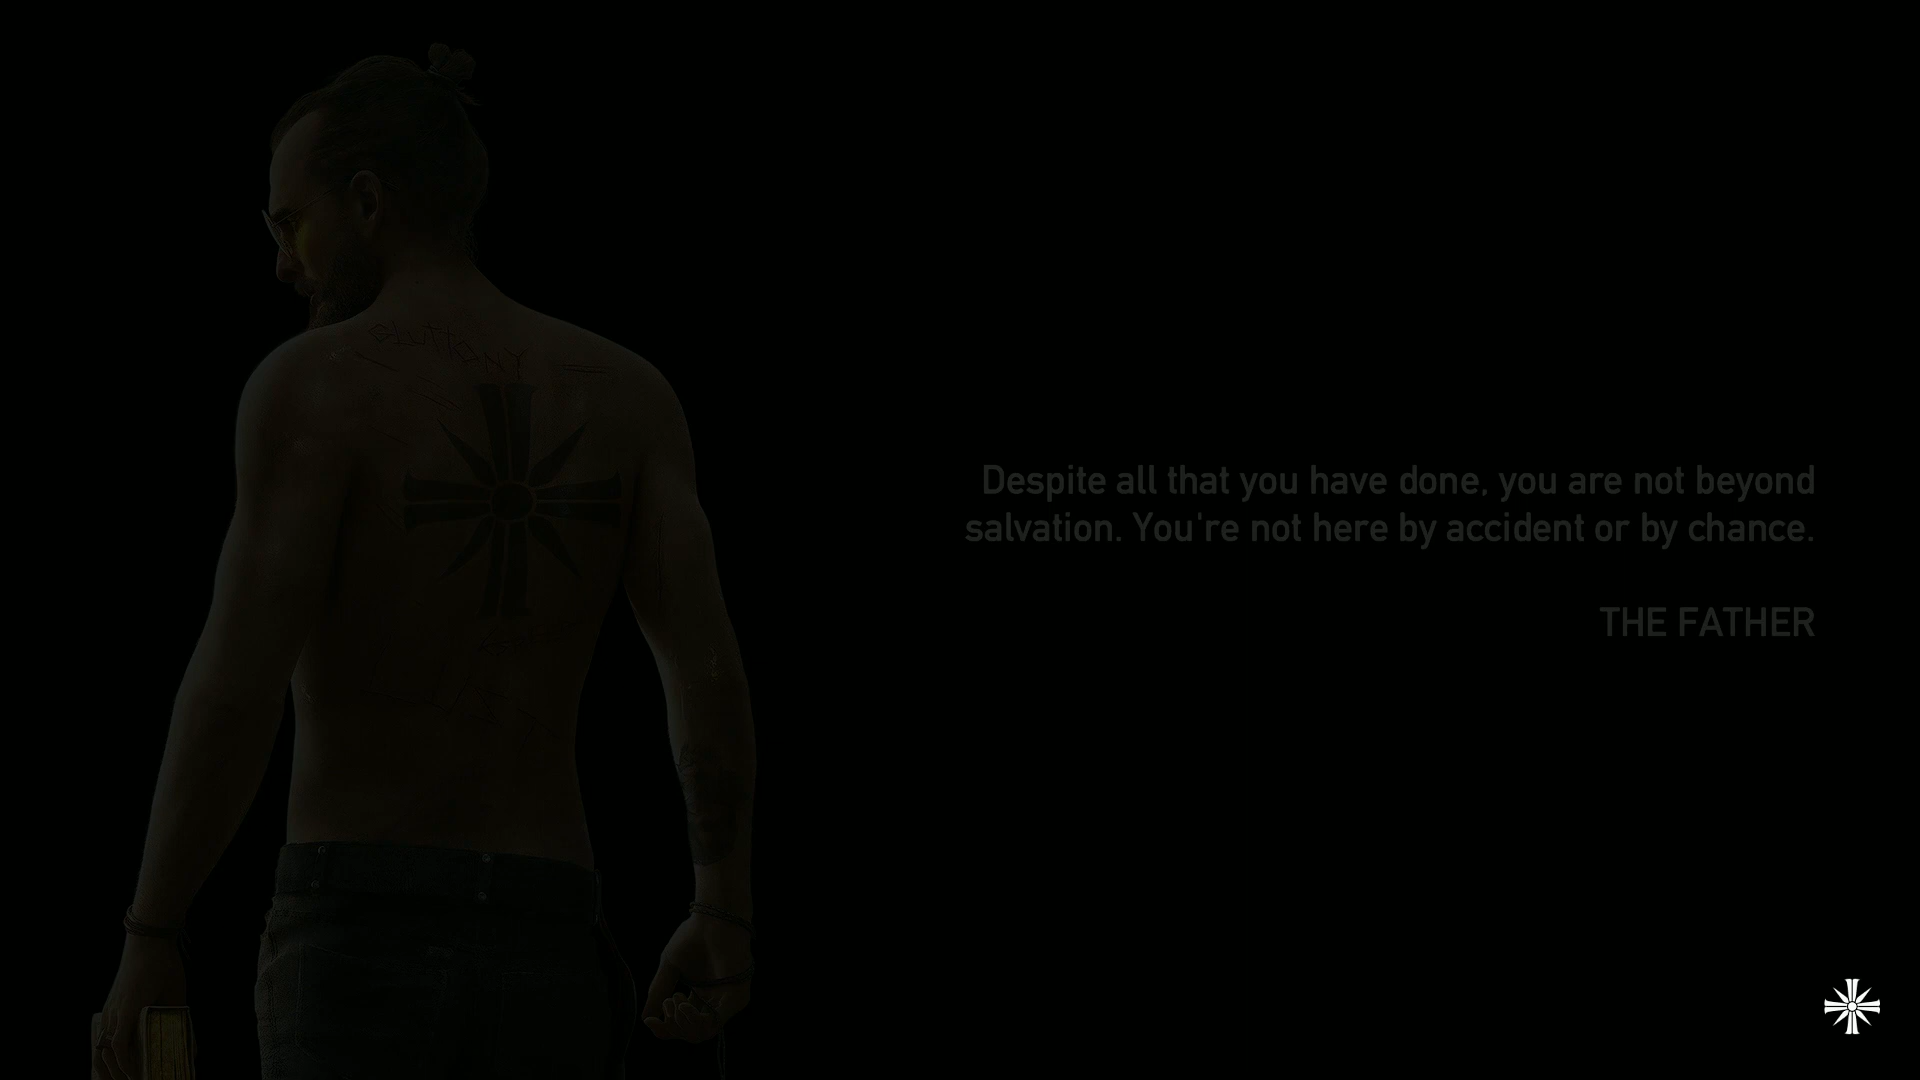 GLUTTONY
Despite all that you have done, you are not beyond
salvation. You're not here by accident or by chance.
THE FATHER